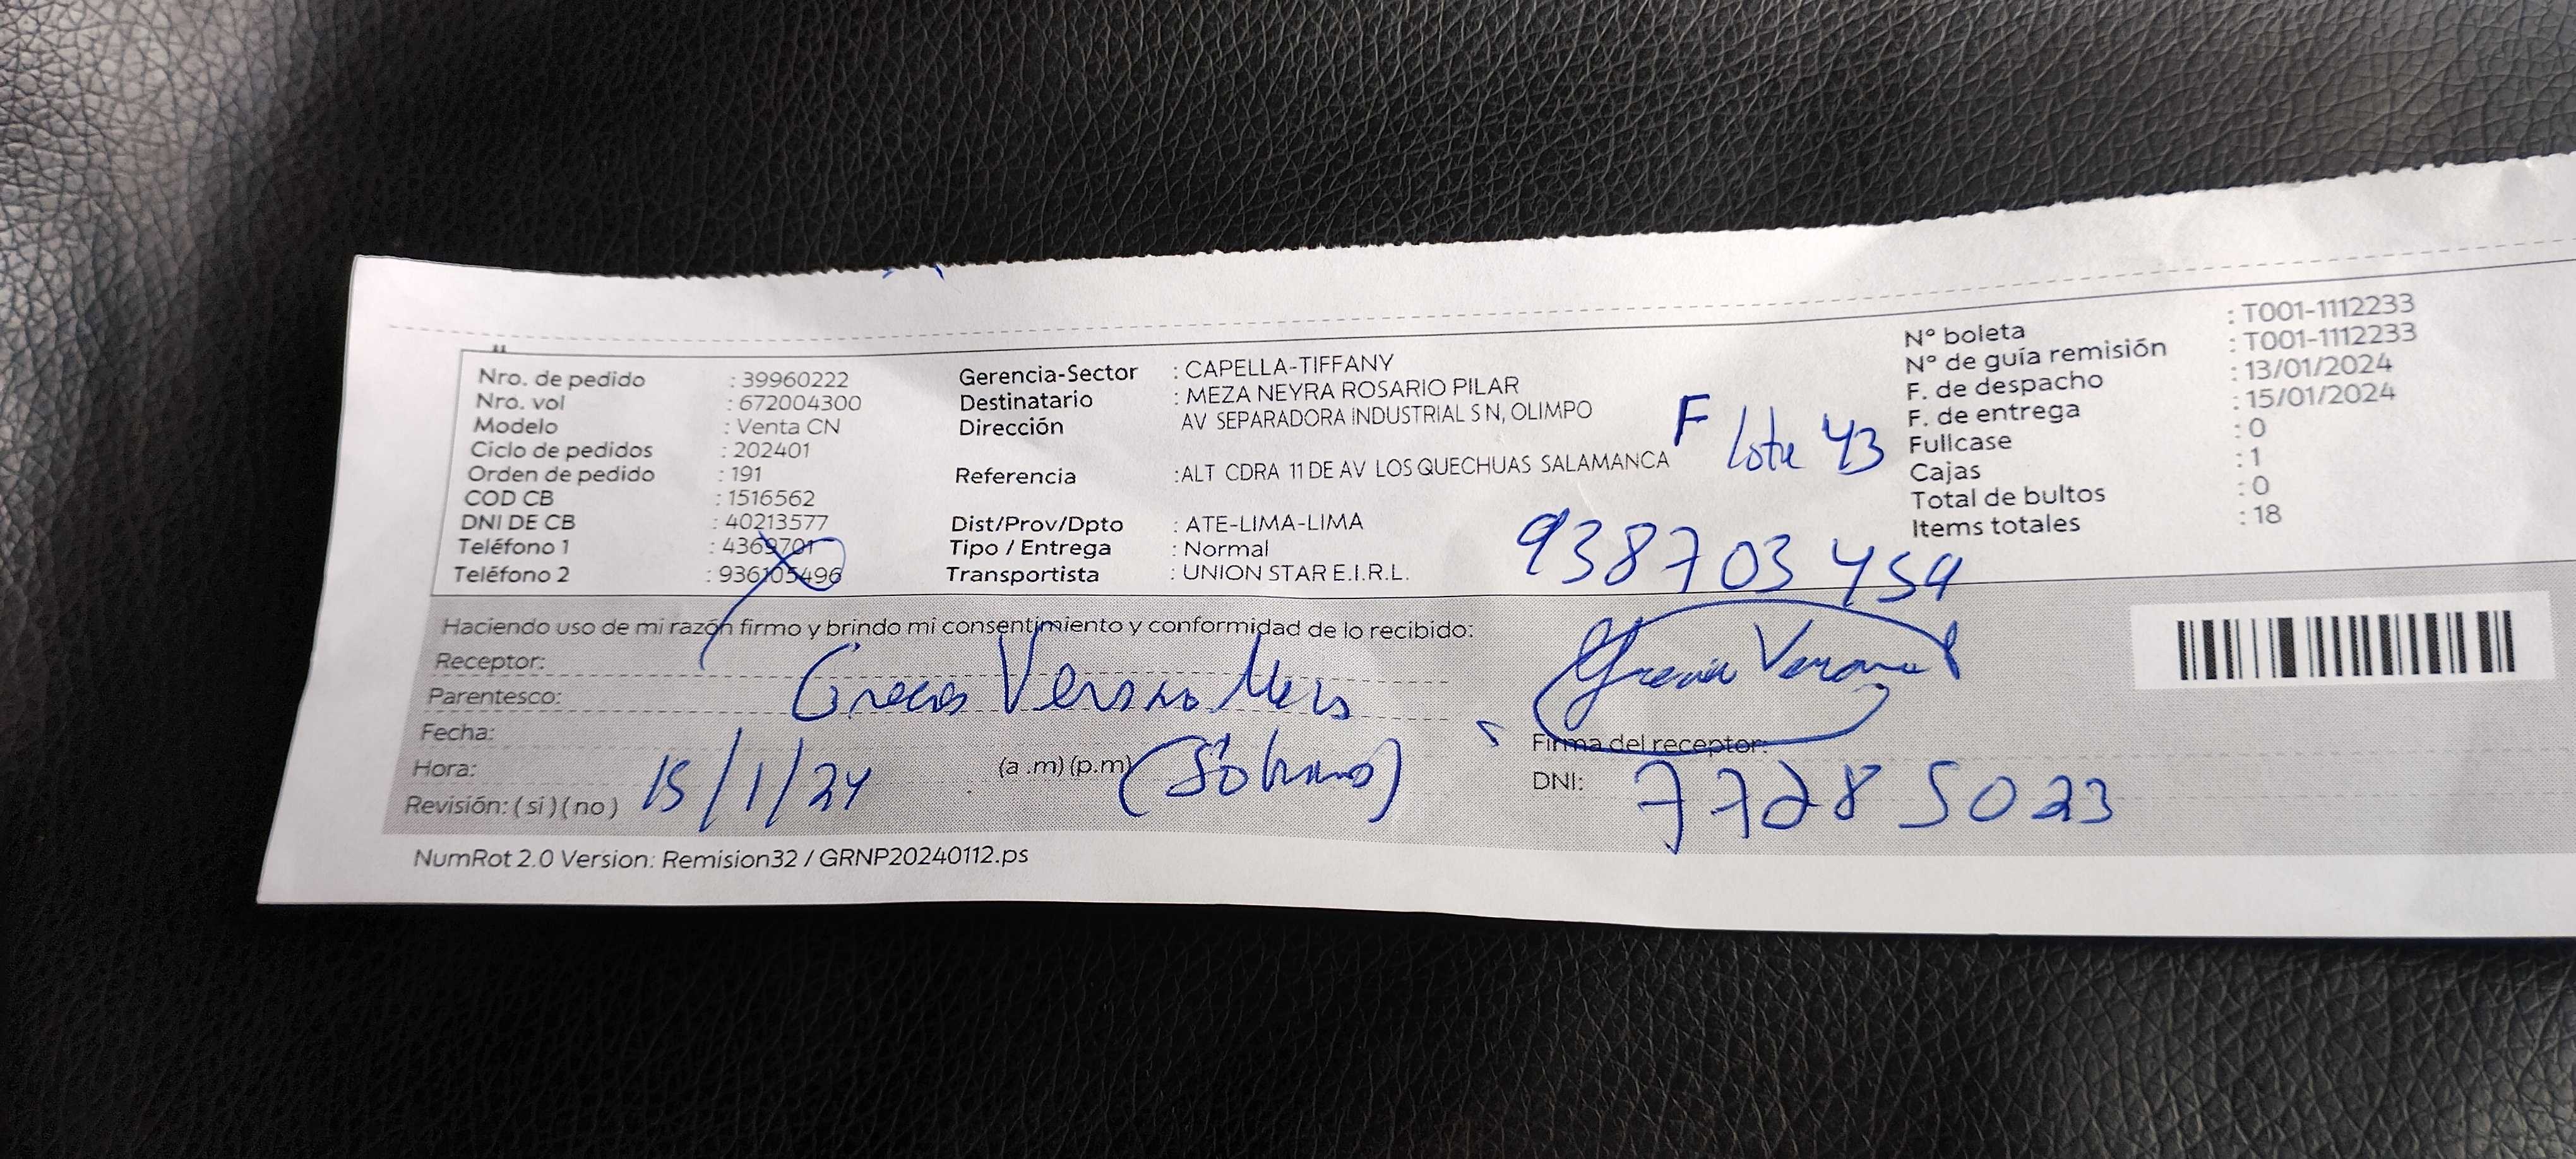 Nro. de pedido : 39960222
Nro. vol : 672004300
Modelo : Venta CN
Ciclo de pedidos : 202401
Orden de pedido : 191
COD CB : 1516562
DNI DE CB : 40213577
Teléfono 1 : 4369701
Teléfono 2 : 936105496
Gerencia-Sector : CAPELLA-TIFFANY
Destinatario : MEZA NEYRA ROSARIO PILAR
Dirección AV SEPARADORA INDUSTRIAL S N, OLIMPO
F lote 43
Referencia :ALT CDRA 11 DE AV LOS QUECHUAS SALAMANCA
Dist/Prov/Dpto : ATE-LIMA-LIMA
Tipo / Entrega : Normal
Transportista : UNION STAR E.I.R.L.
938703459
N° boleta : T001-1112233
N° de guía remisión : T001-1112233
F. de despacho : 13/01/2024
F. de entrega : 15/01/2024
Fullcase : 0
Cajas : 1
Total de bultos : 0
Items totales : 18
Haciendo uso de mi razón firmo y brindo mi consentimiento y conformidad de lo recibido:
Receptor:
Parentesco:
Fecha:
Hora: (a .m) (p.m)
Revisión: ( si ) ( no ) 15/1/24
Firma del receptor:
DNI: 77285023
NumRot 2.0 Version: Remision32 / GRNP20240112.ps